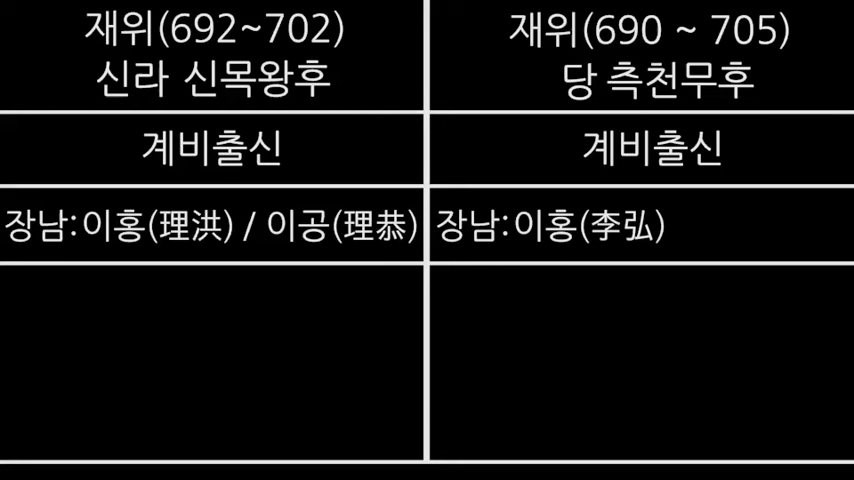 재위(692~702)
신라 신목왕후
재위(690 ~ 705)
당 측천무후
계비출신
계비출신
장남:이홍(理洪) / 이공(理恭)
장남:이홍(李弘)